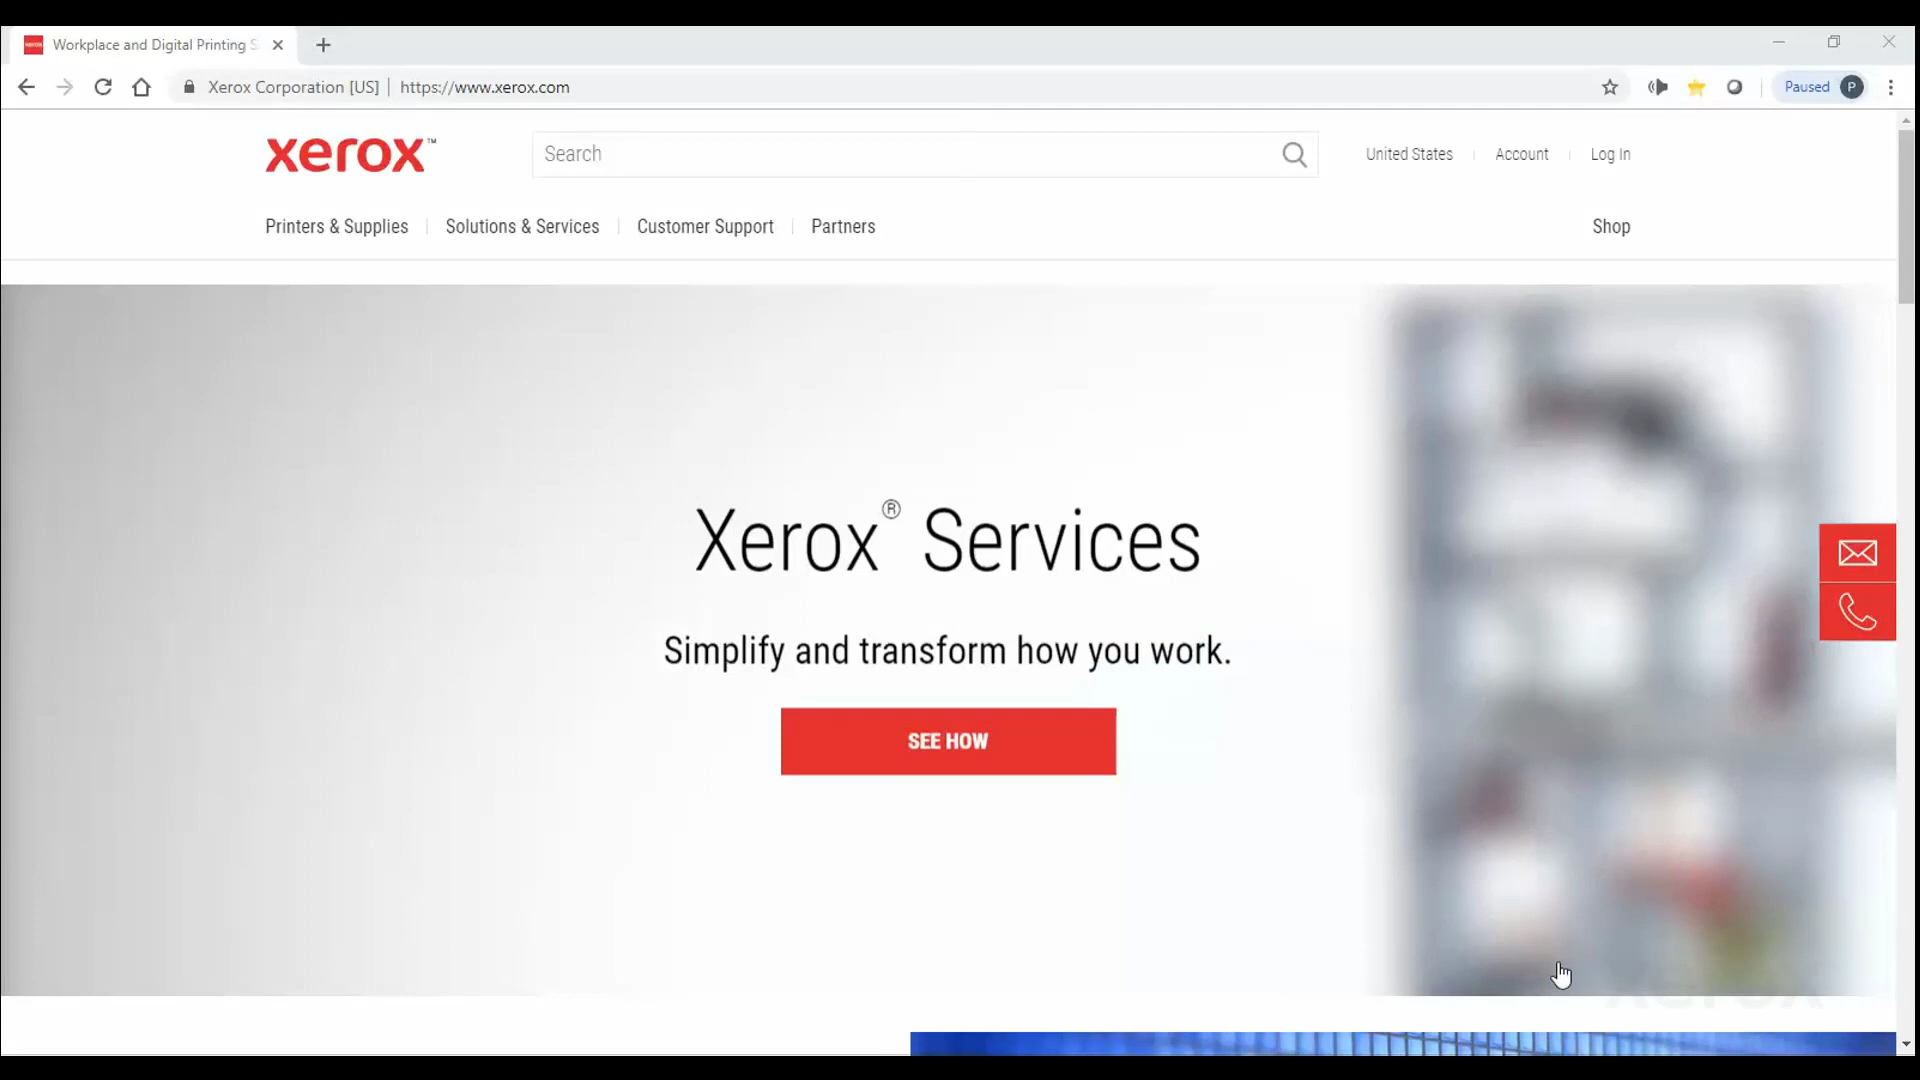 Workplace and Digital Printing S
Xerox Corporation [US] https://www.xerox.com
Paused P
xerox™
Search
United States Account Log In
Printers & Supplies Solutions & Services Customer Support Partners Shop
Xerox® Services
Simplify and transform how you work.
SEE HOW
xerox